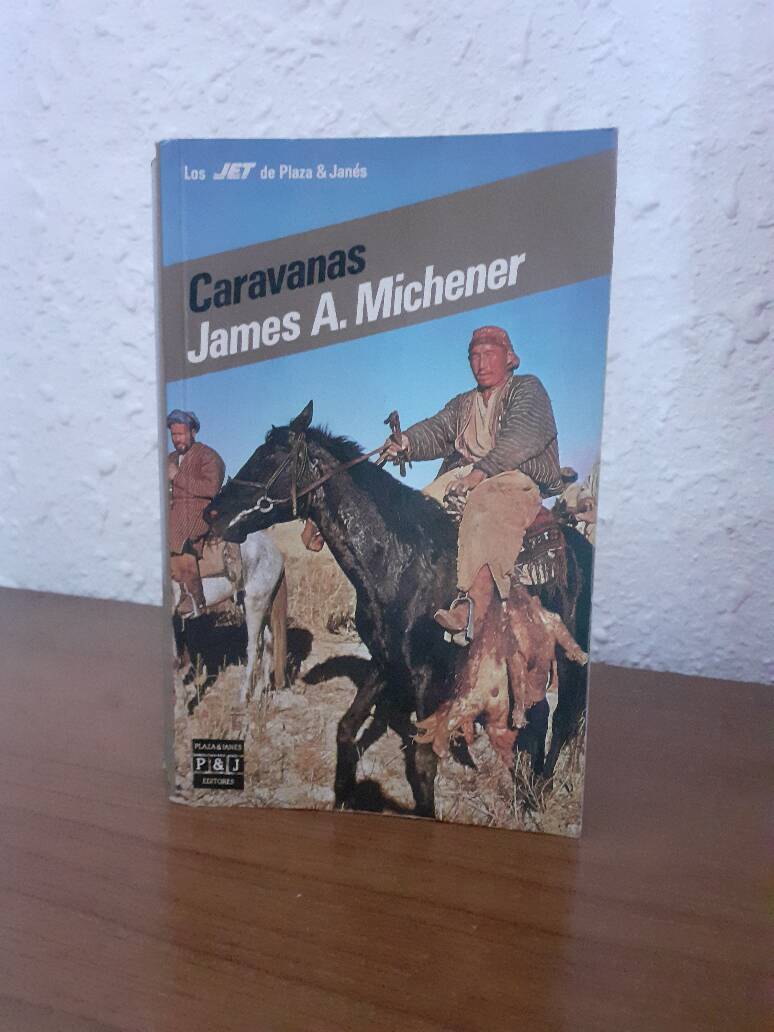 Los JET de Plaza & Janés
Caravanas
James A. Michener
PLAZA & JANES
P & J
EDITORES